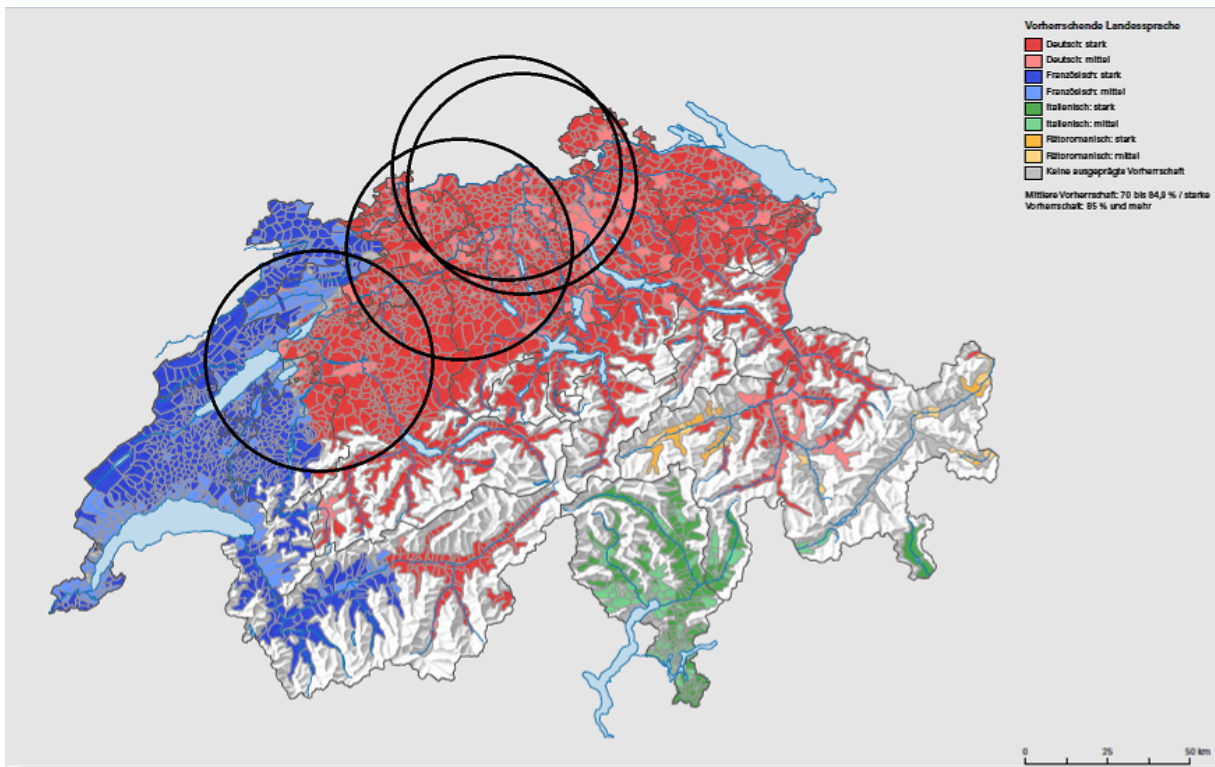 Vorherrschende Landessprache
Deutsch: stark
Deutsch: mittel
Französisch: stark
Französisch: mittel
Italienisch: stark
Italienisch: mittel
Rätoromanisch: stark
Rätoromanisch: mittel
Keine ausgeprägte Vorherrschaft
Mittlere Vorherrschaft: 70 bis 84,9 % / starke
Vorherrschaft: 85 % und mehr
0 25 50 km